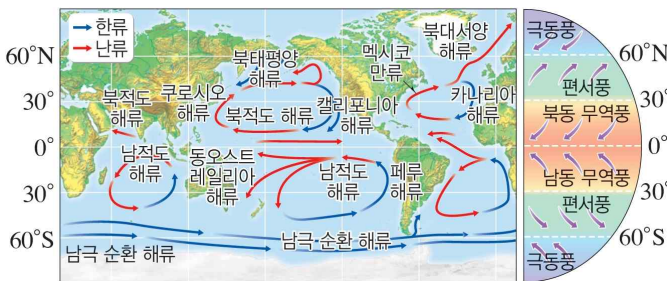 한류
난류
60°N
30°
0°
30°
60°S
북태평양
해류
멕시코
만류
북대서양
해류
북적도
해류
쿠로시오
해류
북적도 해류
캘리포니아
해류
카나리아
해류
남적도
해류
동오스트
레일리아
해류
남적도
해류
페루
해류
남극 순환 해류
남극 순환 해류
극동풍
60°N
편서풍
30°
북동 무역풍
0°
남동 무역풍
30°
편서풍
60°S
극동풍